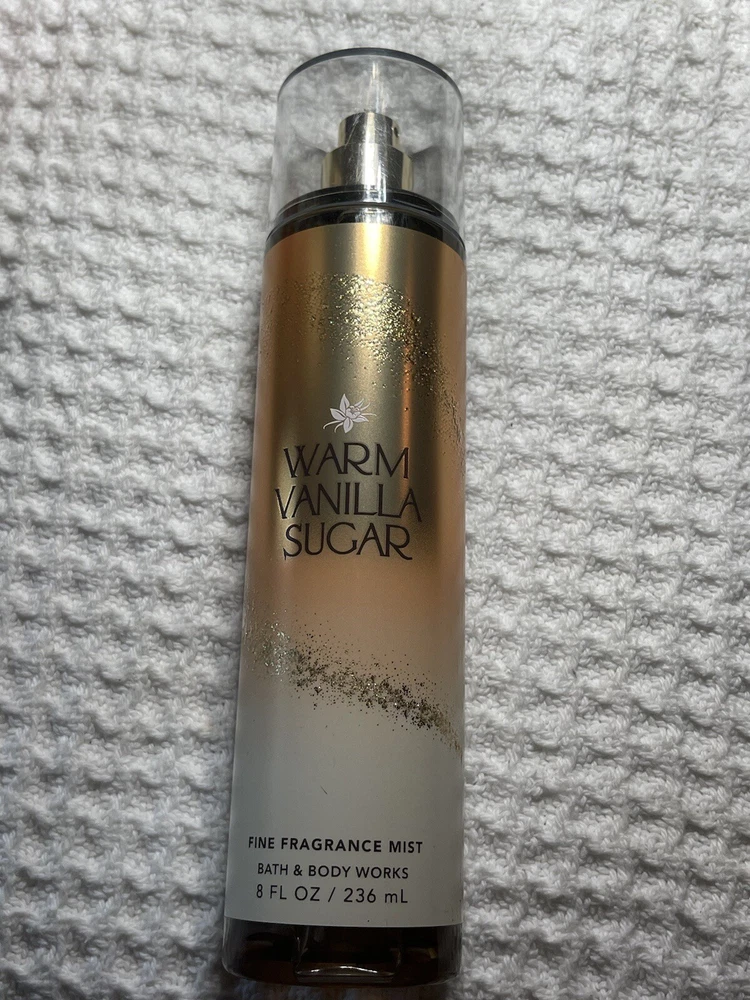 WARM
VANILLA
SUGAR
FINE FRAGRANCE MIST
BATH & BODY WORKS
8 FL OZ / 236 mL